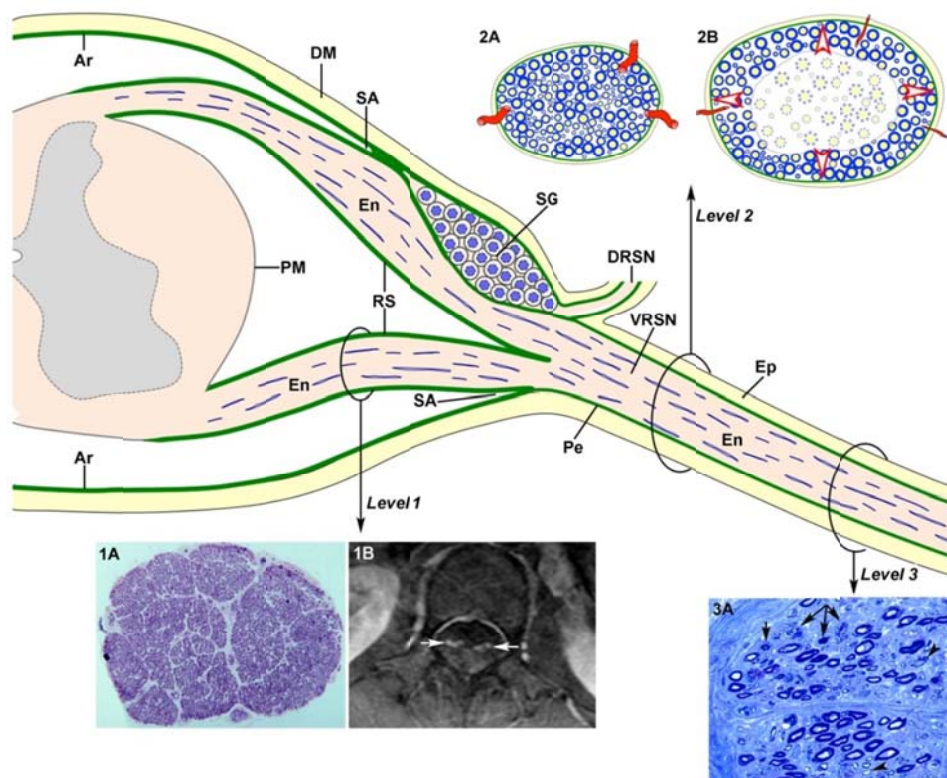 Ar
DM
2A
2B
SA
En
SG
Level 2
PM
DRSN
RS
VRSN
En
Ep
SA
Pe
En
Ar
Level 1
1A
1B
Level 3
3A